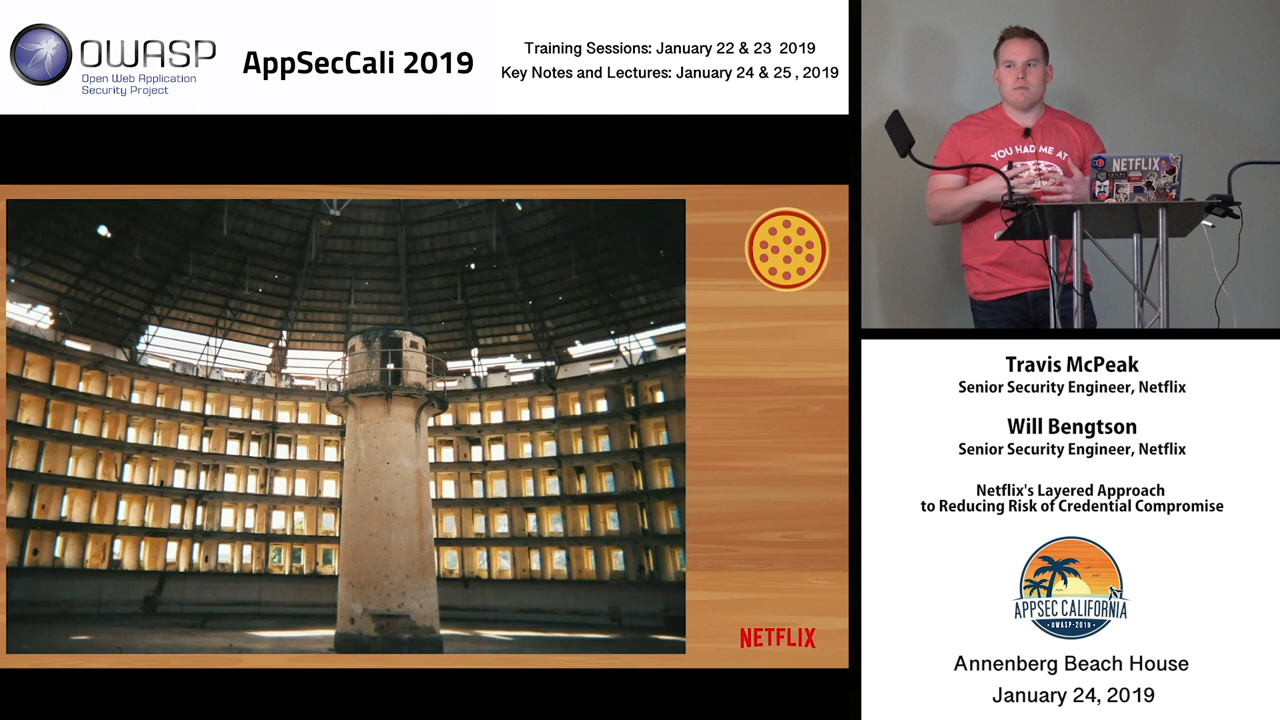 OWASP
Open Web Application
Security Project
AppSecCali 2019
Training Sessions: January 22 & 23 2019
Key Notes and Lectures: January 24 & 25 , 2019
YOU HAD ME AT
NETFLIX
NETFLIX
Travis McPeak
Senior Security Engineer, Netflix
Will Bengtson
Senior Security Engineer, Netflix
Netflix's Layered Approach
to Reducing Risk of Credential Compromise
APPSEC CALIFORNIA
• OWASP-2019 •
Annenberg Beach House
January 24, 2019